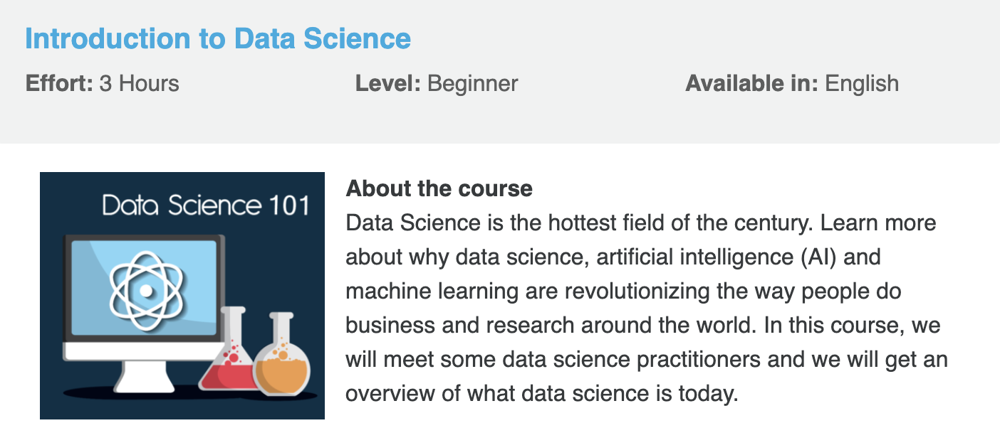 Introduction to Data Science
Effort: 3 Hours Level: Beginner Available in: English
Data Science 101
About the course
Data Science is the hottest field of the century. Learn more
about why data science, artificial intelligence (AI) and
machine learning are revolutionizing the way people do
business and research around the world. In this course, we
will meet some data science practitioners and we will get an
overview of what data science is today.